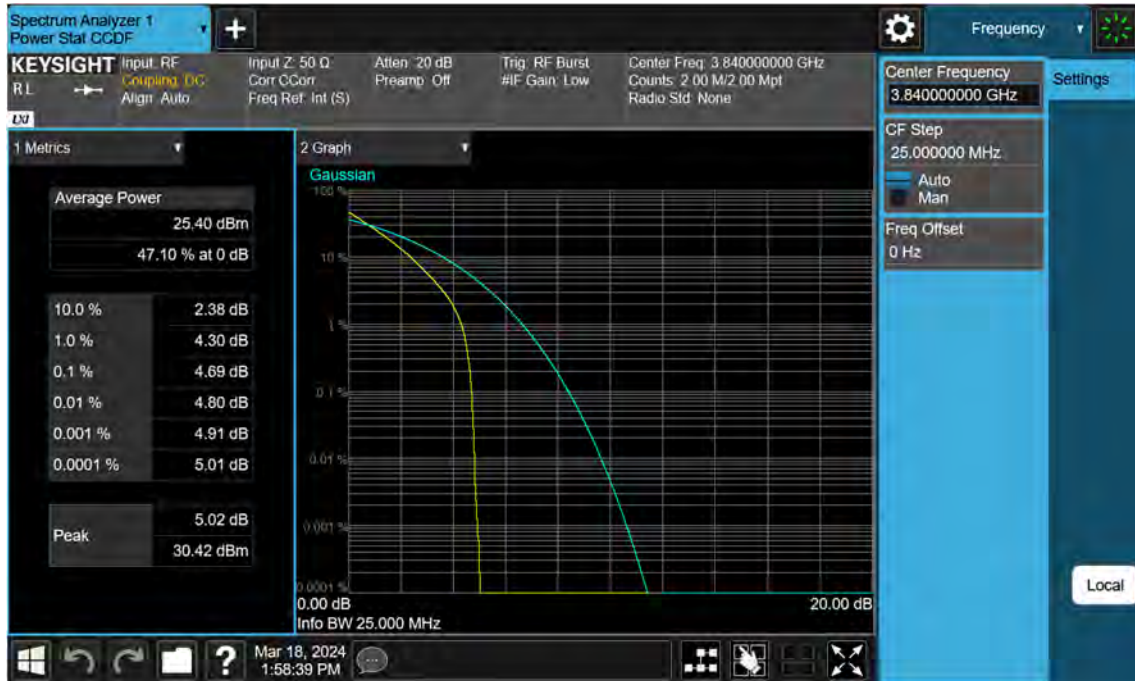 Spectrum Analyzer 1
Power Stat CCDF
Frequency
KEYSIGHT
RL
LXI
Input: RF
Coupling: DC
Align: Auto
Input Z: 50 Ω
Corr CCorr
Freq Ref: Int (S)
Atten: 20 dB
Preamp: Off
Trig: RF Burst
#IF Gain: Low
Center Freq: 3.840000000 GHz
Counts: 2.00 M/2.00 Mpt
Radio Std: None
Center Frequency
3.840000000 GHz
Settings
CF Step
25.000000 MHz
Auto
Man
Freq Offset
0 Hz
Local
1 Metrics
Average Power
25.40 dBm
47.10 % at 0 dB
10.0 % 2.38 dB
1.0 % 4.30 dB
0.1 % 4.69 dB
0.01 % 4.80 dB
0.001 % 4.91 dB
0.0001 % 5.01 dB
Peak
5.02 dB
30.42 dBm
2 Graph
Gaussian
100 %
10 %
1 %
0.1 %
0.01 %
0.001 %
0.0001 %
0.00 dB 20.00 dB
Info BW 25.000 MHz
?
Mar 18, 2024
1:58:39 PM